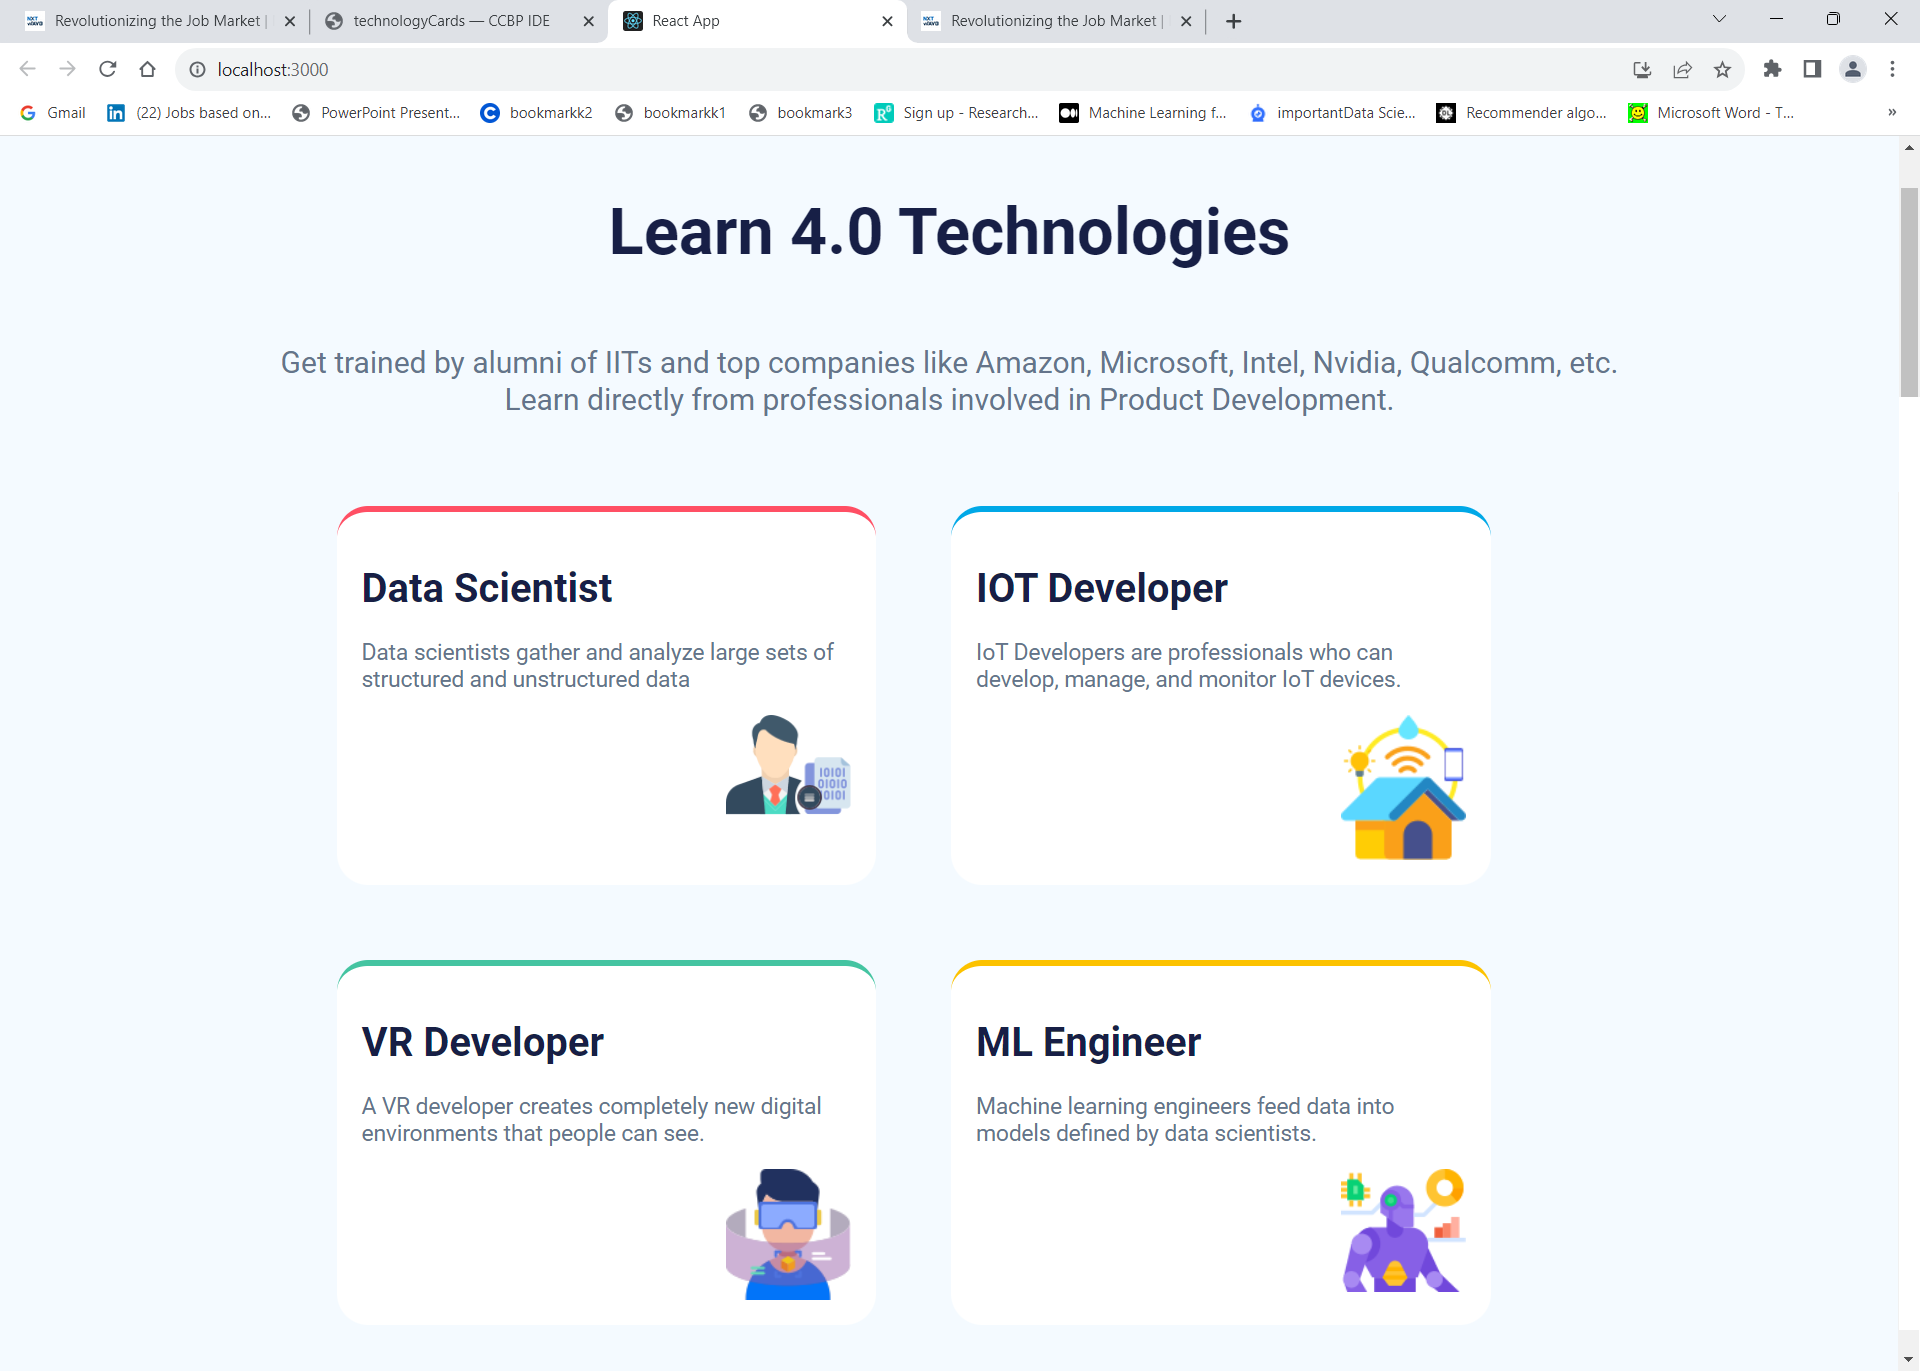 Revolutionizing the Job Market |
technologyCards — CCBP IDE
React App
Revolutionizing the Job Market |
localhost:3000
Gmail
(22) Jobs based on...
PowerPoint Present...
bookmarkk2
bookmarkk1
bookmark3
Sign up - Research...
Machine Learning f...
importantData Scie...
Recommender algo...
Microsoft Word - T...
»
Learn 4.0 Technologies
Get trained by alumni of IITs and top companies like Amazon, Microsoft, Intel, Nvidia, Qualcomm, etc.
Learn directly from professionals involved in Product Development.
Data Scientist
Data scientists gather and analyze large sets of
structured and unstructured data
10101
01010
0101
IOT Developer
IoT Developers are professionals who can
develop, manage, and monitor IoT devices.
VR Developer
A VR developer creates completely new digital
environments that people can see.
ML Engineer
Machine learning engineers feed data into
models defined by data scientists.